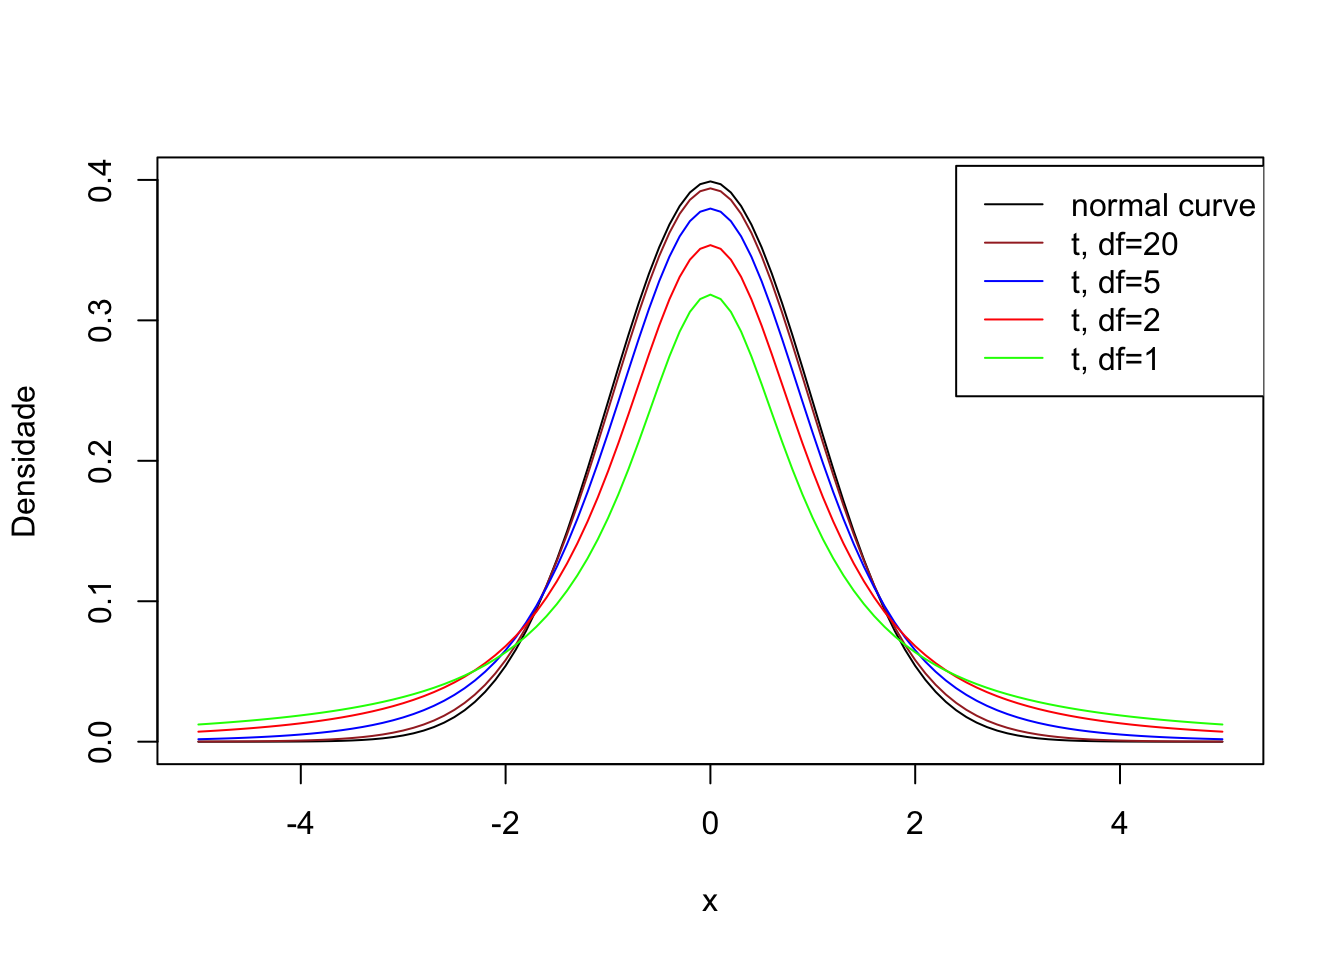 normal curve
t, df=20
t, df=5
t, df=2
t, df=1
Densidade
0.4
0.3
0.2
0.1
0.0
-4 -2 0 2 4
x